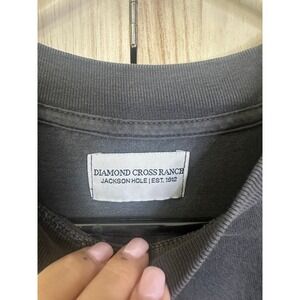 DIAMOND CROSS RANCH
JACKSON HOLE | EST. 1912